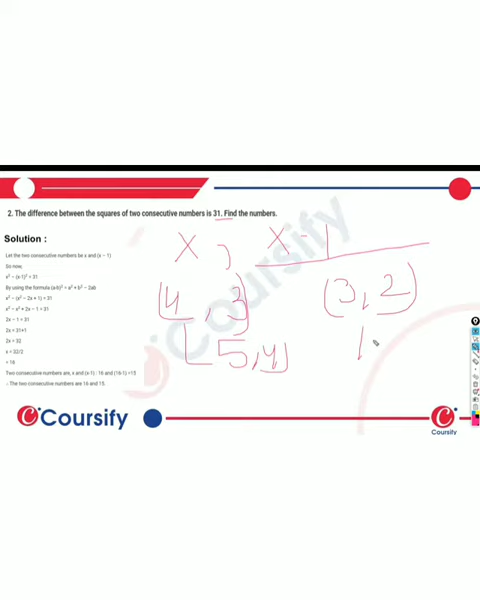 2. The difference between the squares of two consecutive numbers is 31. Find the numbers.
Solution :
Let the two consecutive numbers be x and (x − 1)
So now;
x² − (x-1)² = 31
By using the formula (a-b)² = a² + b² − 2ab
x² − (x² − 2x + 1) = 31
x² − x² + 2x − 1 = 31
2x − 1 = 31
2x = 31+1
2x = 32
x = 32/2
= 16
Two consecutive numbers are, x and (x-1) : 16 and (16-1) =15
∴ The two consecutive numbers are 16 and 15.
x , x - 1
(4, 3) (3, 2)
5, 4)
Coursify
Coursify
Coursify